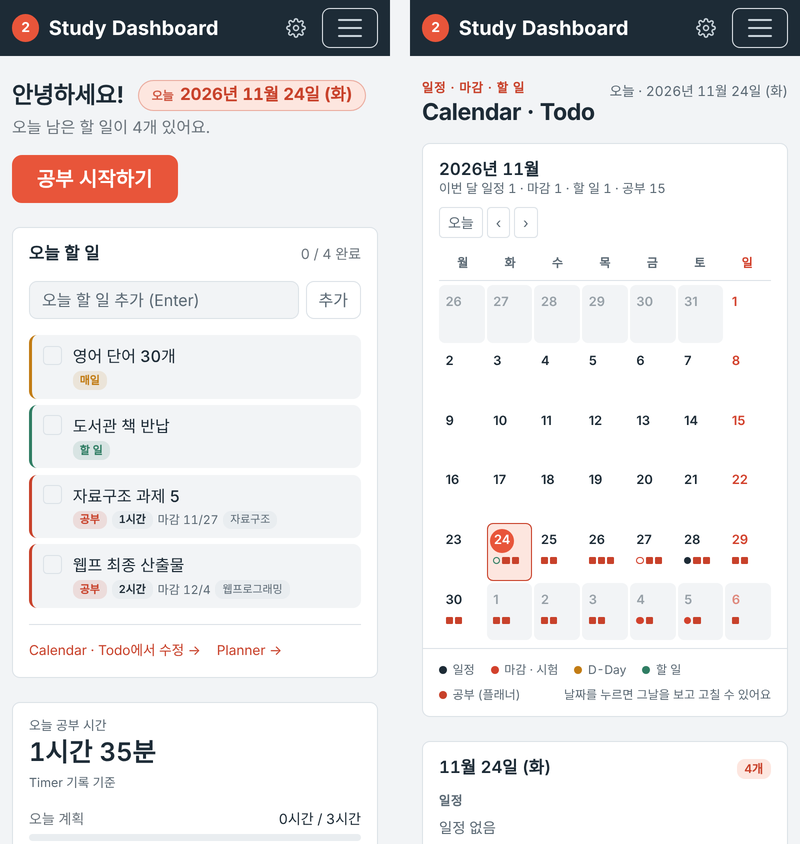 2 Study Dashboard
안녕하세요! 오늘 2026년 11월 24일 (화)
오늘 남은 할 일이 4개 있어요.
공부 시작하기
오늘 할 일 0 / 4 완료
오늘 할 일 추가 (Enter) 추가
영어 단어 30개
매일
도서관 책 반납
할 일
자료구조 과제 5
공부 1시간 마감 11/27 자료구조
웹프 최종 산출물
공부 2시간 마감 12/4 웹프로그래밍
Calendar · Todo에서 수정 → Planner →
오늘 공부 시간
1시간 35분
Timer 기록 기준
오늘 계획 0시간 / 3시간
2 Study Dashboard
일정 · 마감 · 할 일
Calendar · Todo 오늘 · 2026년 11월 24일 (화)
2026년 11월
이번 달 일정 1 · 마감 1 · 할 일 1 · 공부 15
오늘 ‹ ›
월 화 수 목 금 토 일
26 27 28 29 30 31 1
2 3 4 5 6 7 8
9 10 11 12 13 14 15
16 17 18 19 20 21 22
23 24 25 26 27 28 29
30 1 2 3 4 5 6
일정 마감 · 시험 D-Day 할 일
공부 (플래너) 날짜를 누르면 그날을 보고 고칠 수 있어요
11월 24일 (화) 4개
일정
일정 없음